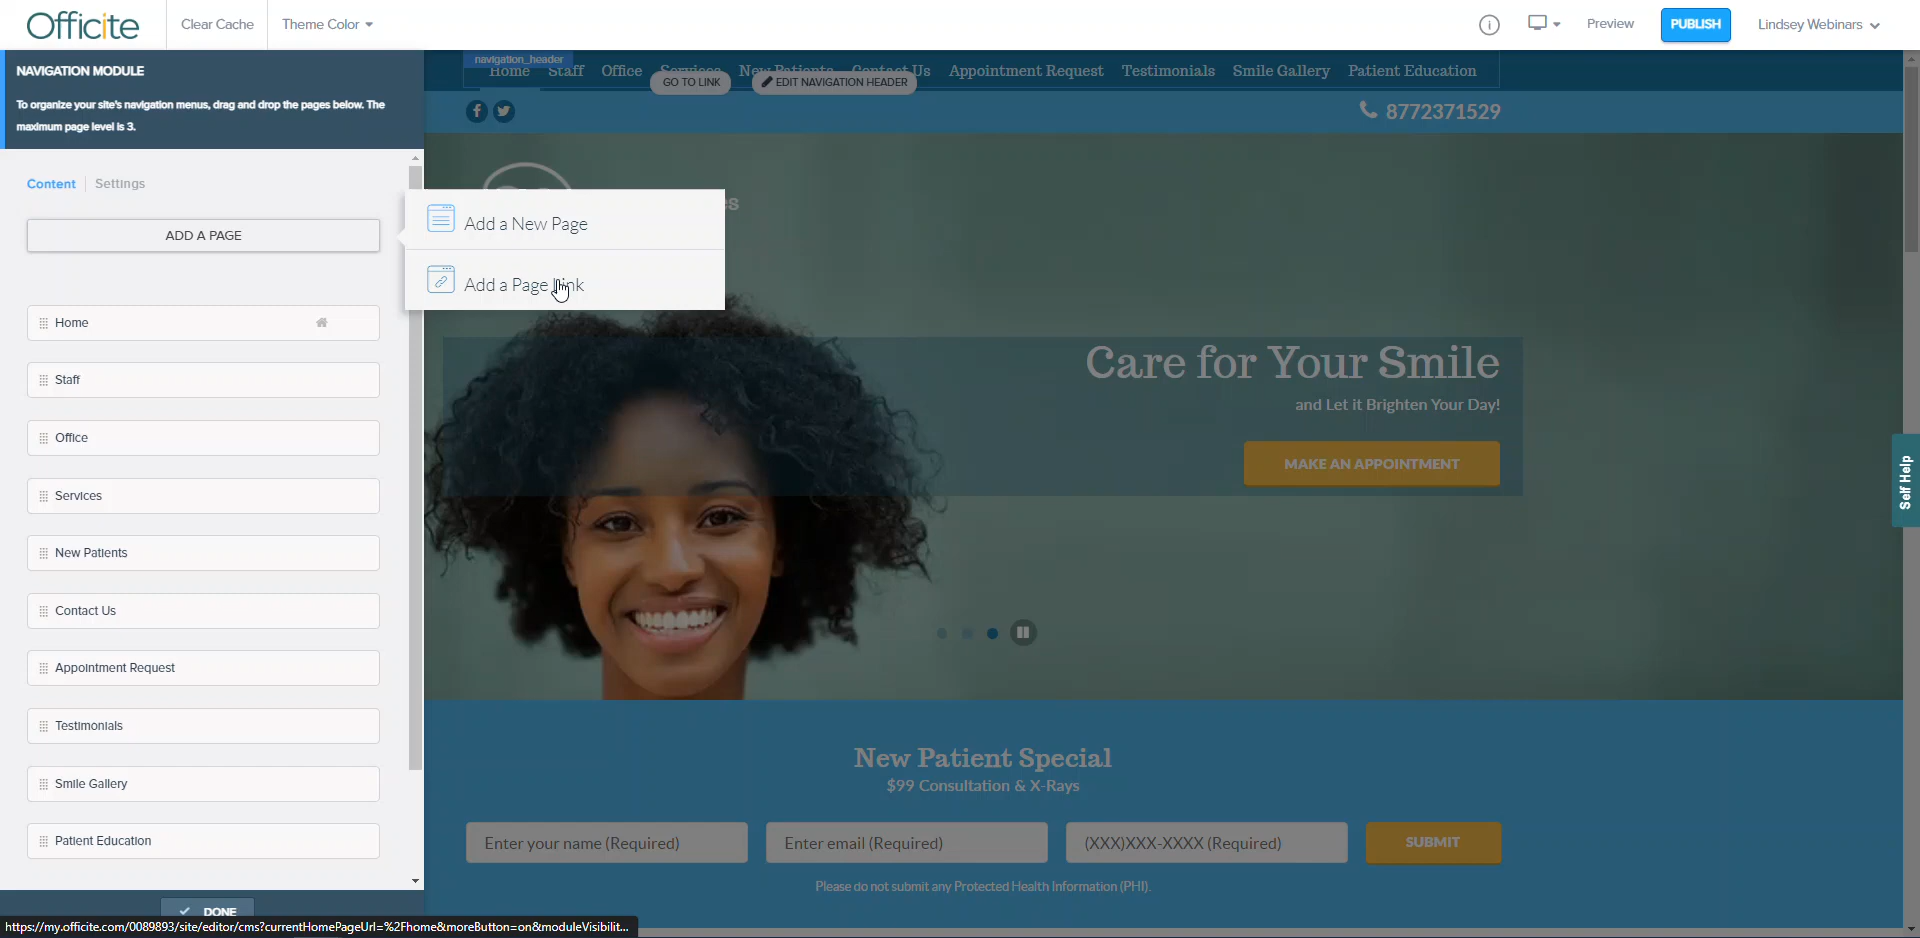 Officite
Clear Cache
Theme Color
Preview
PUBLISH
Lindsey Webinars
NAVIGATION MODULE
To organize your site's navigation menus, drag and drop the pages below. The
maximum page level is 3.
Content
Settings
ADD A PAGE
Add a New Page
Add a Page
Home
Staff
Office
Services
New Patients
Contact Us
Appointment Request
Testimonials
Smile Gallery
Patient Education
DONE
https://my.officite.com/0089893/site/editor/cms?currentHomePageUrl=%2Fhome&moreButton=on&moduleVisibilit...
navigation_header
Home Staff Office Services New Patients Contact Us Appointment Request Testimonials Smile Gallery Patient Education
GO TO LINK
EDIT NAVIGATION HEADER
8772371529
Care for Your Smile
and Let it Brighten Your Day!
MAKE AN APPOINTMENT
Self Help
New Patient Special
$99 Consultation & X-Rays
Enter your name (Required)
Enter email (Required)
(XXX)XXX-XXXX (Required)
SUBMIT
Please do not submit any Protected Health Information (PHI).